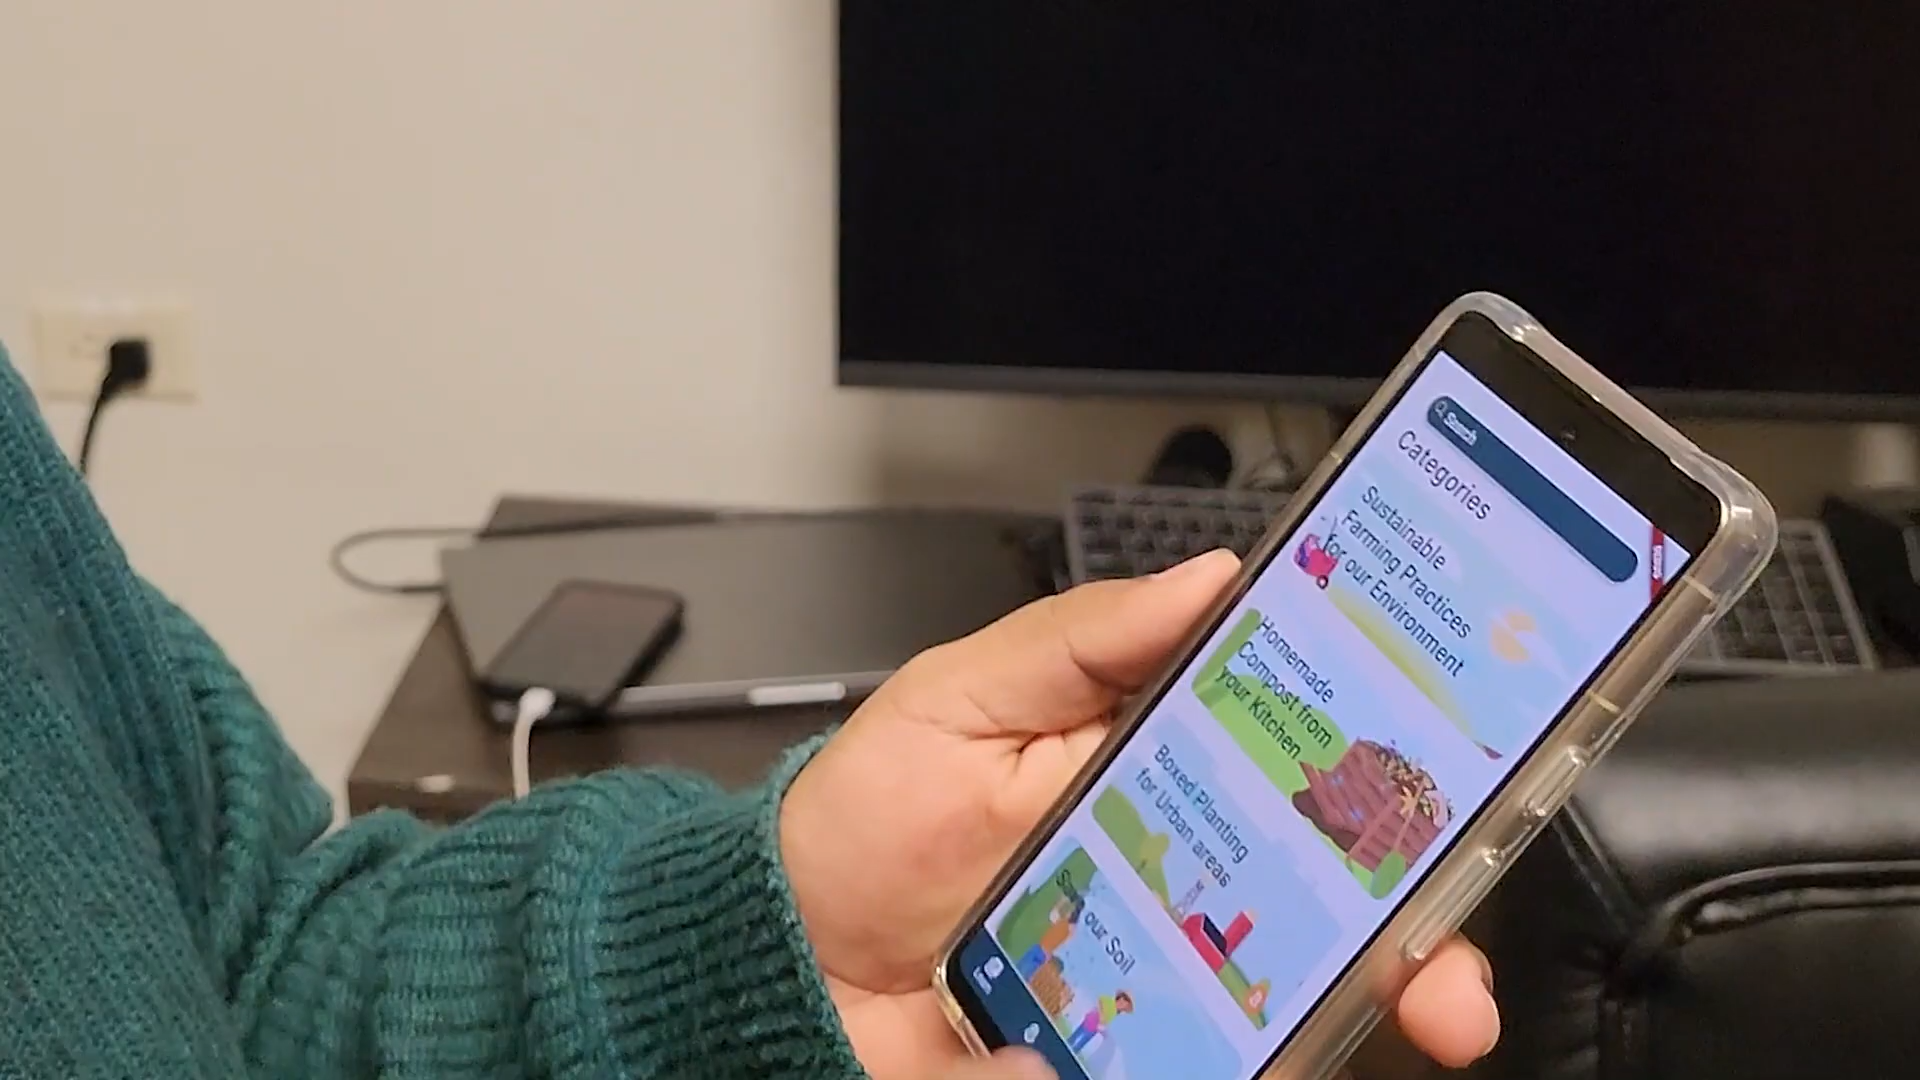 Search
Categories
Sustainable
Farming Practices
for our Environment
Homemade
Compost from
your Kitchen
Boxed Planting
for Urban areas
our Soil